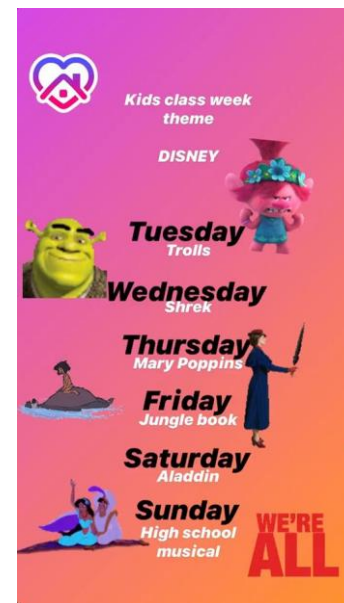 Kids class week
theme
DISNEY
Tuesday
Trolls
Wednesday
Shrek
Thursday
Mary Poppins
Friday
Jungle book
Saturday
Aladdin
Sunday
High school
musical
WE'RE
ALL